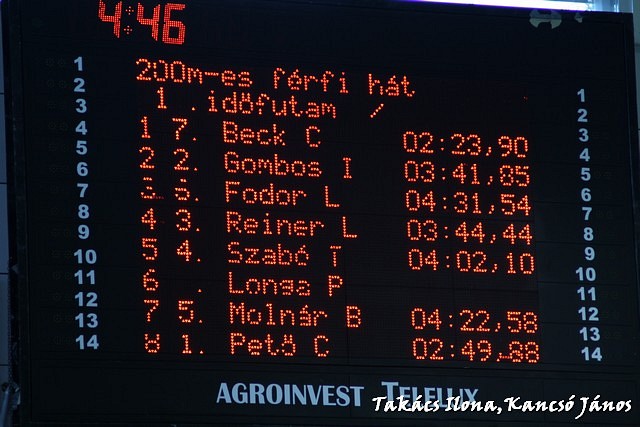 4:46
200m-es férfi hát
1 .időfutam /
1 7. Beck C 02:23,90
2 2. Gombos I 03:41,85
3 6. Fodor L 04:31,54
4 3. Reiner L 03:44,44
5 4. Szabó T 04:02,10
6 . Longa P
7 5. Molnár B 04:22,58
8 1. Pető C 02:49,88
1 1
2 2
3 3
4 4
5 5
6 6
7 7
8 8
9 9
10 10
11 11
12 12
13 13
14 14
AGROINVEST TELELUX
Takács Ilona,Kancsó János